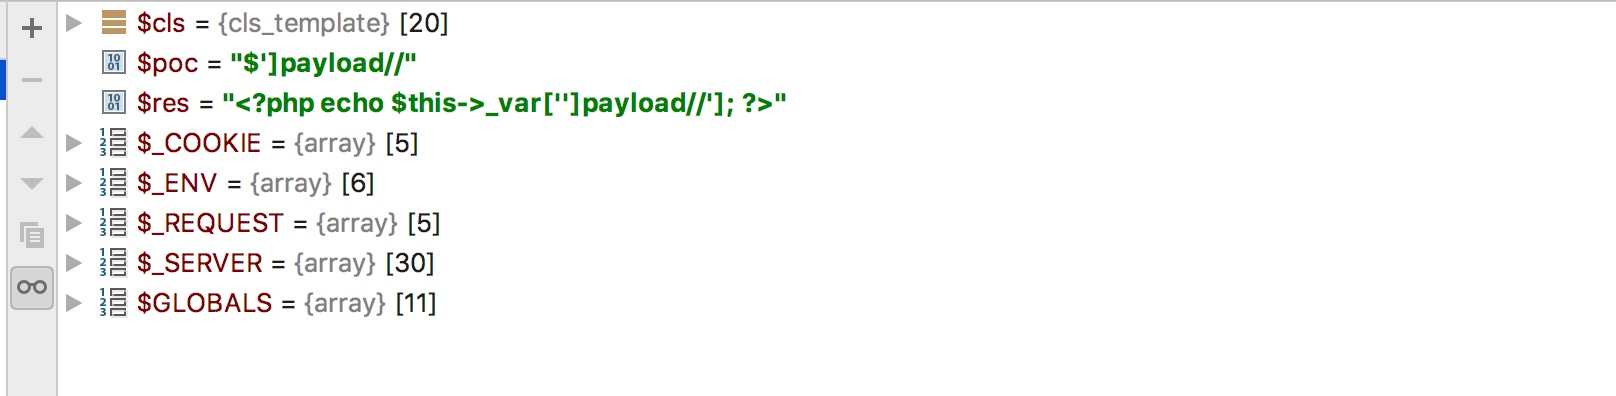 $cls = {cls_template} [20]
$poc = "$']payload//"
$res = "<?php echo $this->_var['']payload//']; ?>"
$_COOKIE = {array} [5]
$_ENV = {array} [6]
$_REQUEST = {array} [5]
$_SERVER = {array} [30]
$GLOBALS = {array} [11]